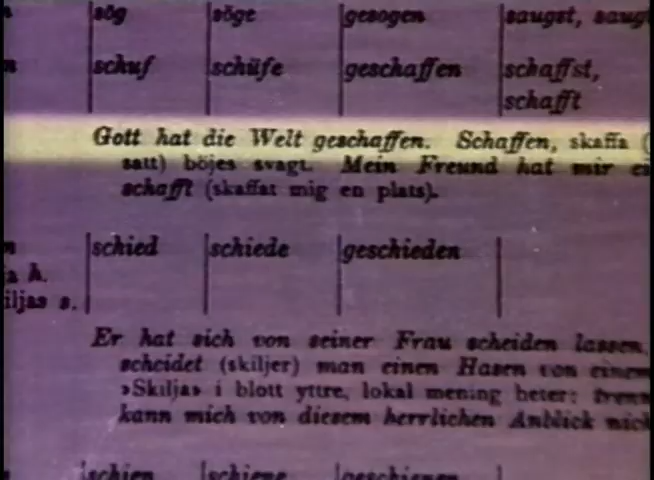 sög söge gesogen saugst, saugt
schuf schüfe geschaffen schaffst,
schafft
Gott hat die Welt geschaffen. Schaffen, skaffa (
satt) böjes svagt. Mein Freund hat mir ei
schafft (skaffat mig en plats).
schied schiede geschieden
a h.
iljas s.
Er hat sich von seiner Frau scheiden lassen.
scheidet (skiljer) man einen Hasen von einem
»Skilja» i blott yttre, lokal mening heter: trenn
kann mich von diesem herrlichen Anblick nich
schien schiene geschienen